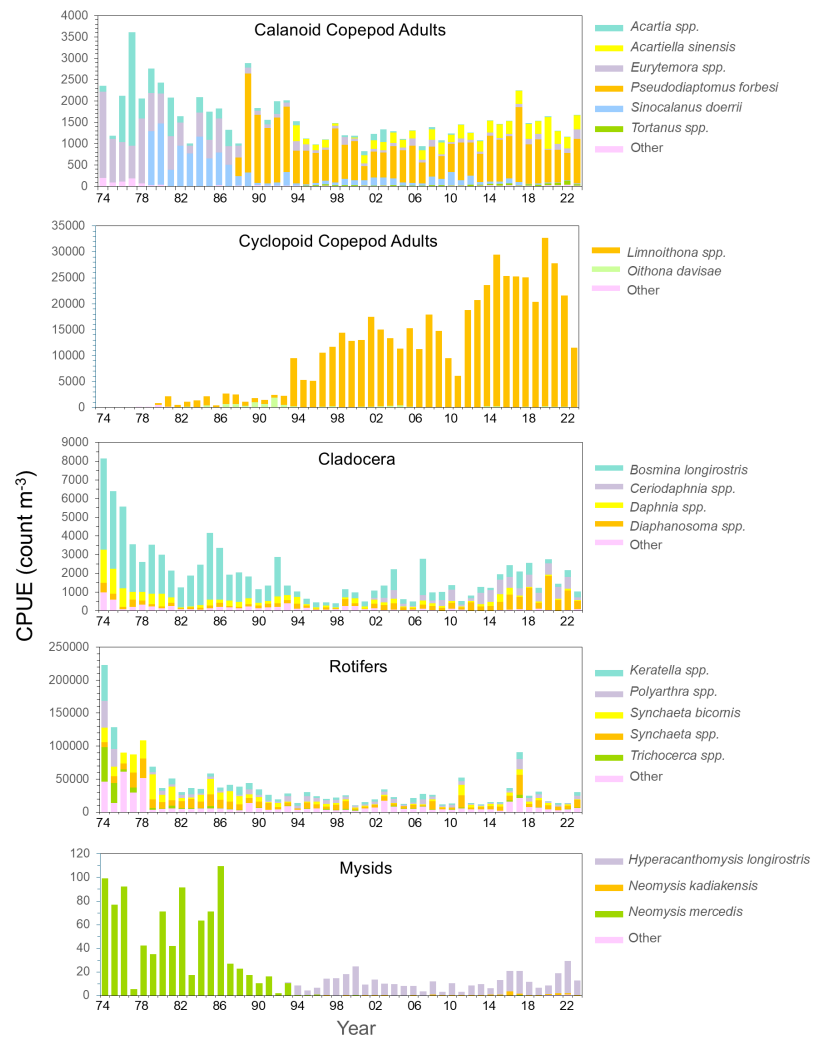 Calanoid Copepod Adults
4000
3500
3000
2500
2000
1500
1000
500
0
74 78 82 86 90 94 98 02 06 10 14 18 22
Acartia spp.
Acartiella sinensis
Eurytemora spp.
Pseudodiaptomus forbesi
Sinocalanus doerrii
Tortanus spp.
Other
Cyclopoid Copepod Adults
35000
30000
25000
20000
15000
10000
5000
0
74 78 82 86 90 94 98 02 06 10 14 18 22
Limnoithona spp.
Oithona davisae
Other
Cladocera
9000
8000
7000
6000
5000
4000
3000
2000
1000
0
74 78 82 86 90 94 98 02 06 10 14 18 22
Bosmina longirostris
Ceriodaphnia spp.
Daphnia spp.
Diaphanosoma spp.
Other
CPUE (count m-3)
Rotifers
250000
200000
150000
100000
50000
0
74 78 82 86 90 94 98 02 06 10 14 18 22
Keratella spp.
Polyarthra spp.
Synchaeta bicornis
Synchaeta spp.
Trichocerca spp.
Other
Mysids
120
100
80
60
40
20
0
74 78 82 86 90 94 98 02 06 10 14 18 22
Hyperacanthomysis longirostris
Neomysis kadiakensis
Neomysis mercedis
Other
Year